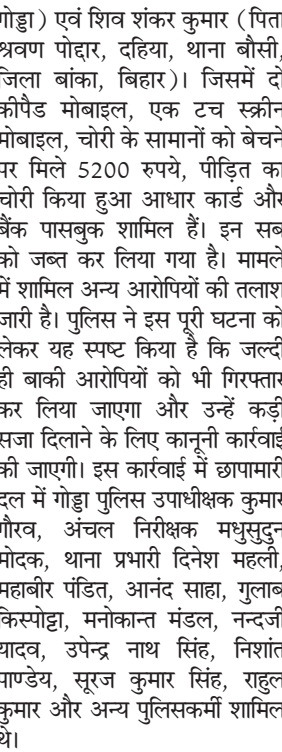 गोड्डा) एवं शिव शंकर कुमार (पिता
श्रवण पोद्दार, दहिया, थाना बौसी,
जिला बांका, बिहार)। जिसमें दो
कीपैड मोबाइल, एक टच स्क्रीन
मोबाइल, चोरी के सामानों को बेचने
पर मिले 5200 रुपये, पीड़ित का
चोरी किया हुआ आधार कार्ड और
बैंक पासबुक शामिल हैं। इन सब
को जब्त कर लिया गया है। मामले
में शामिल अन्य आरोपियों की तलाश
जारी है। पुलिस ने इस पूरी घटना को
लेकर यह स्पष्ट किया है कि जल्दी
ही बाकी आरोपियों को भी गिरफ्तार
कर लिया जाएगा और उन्हें कड़ी
सजा दिलाने के लिए कानूनी कार्रवाई
की जाएगी। इस कार्रवाई में छापामारी
दल में गोड्डा पुलिस उपाधीक्षक कुमार
गौरव, अंचल निरीक्षक मधुसुदुन
मोदक, थाना प्रभारी दिनेश महली,
महाबीर पंडित, आनंद साहा, गुलाब
किस्पोट्टा, मनोकान्त मंडल, नन्दजी
यादव, उपेन्द्र नाथ सिंह, निशांत
पाण्डेय, सूरज कुमार सिंह, राहुल
कुमार और अन्य पुलिसकर्मी शामिल
थे।